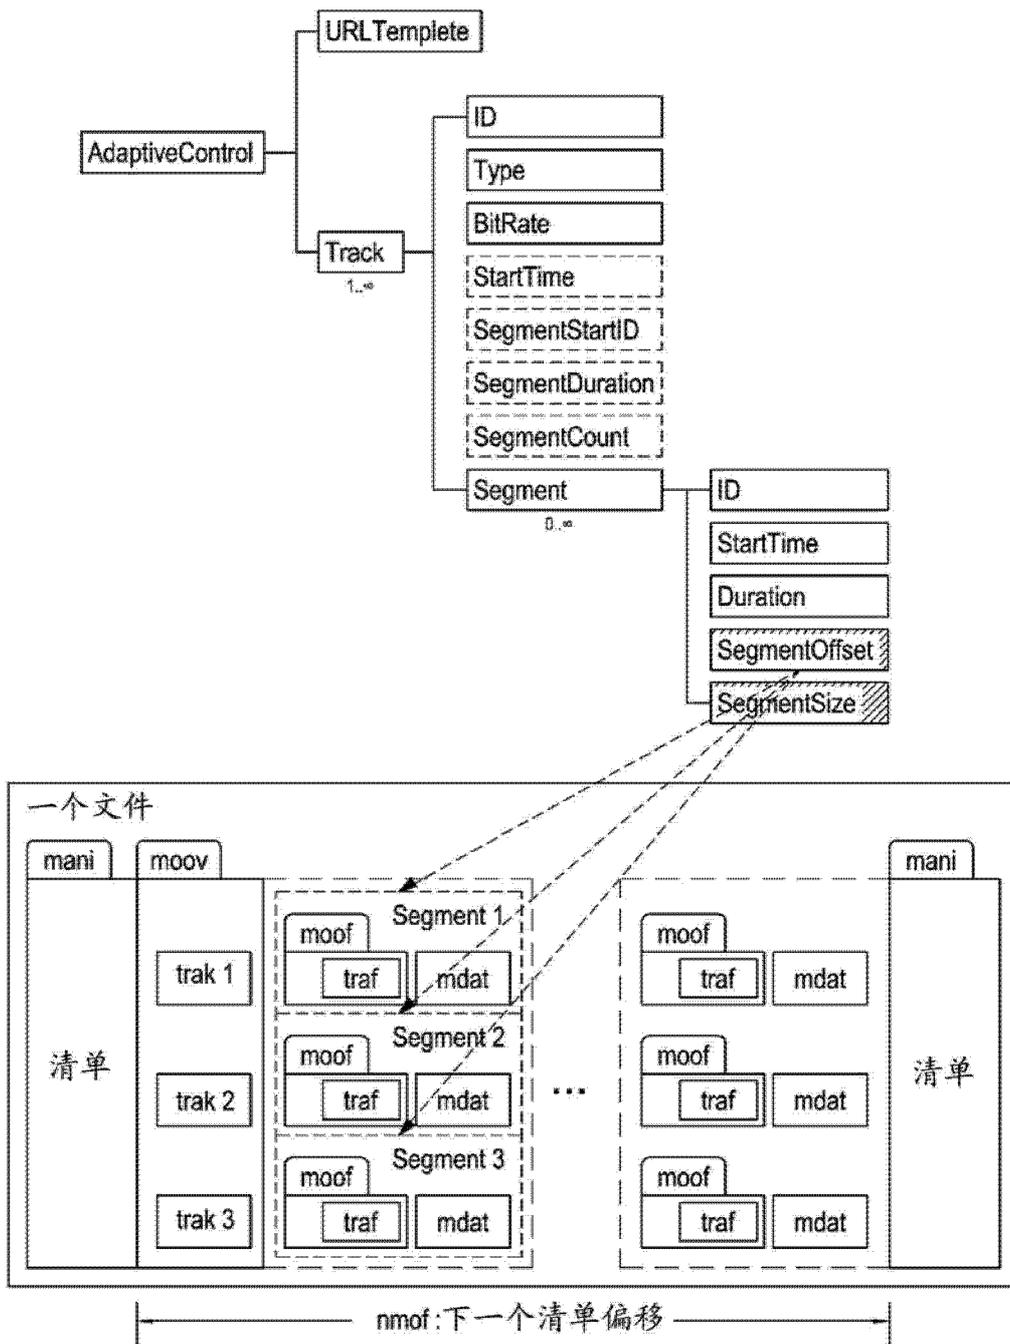 URLTemplete
AdaptiveControl
Track
1..∞
ID
Type
BitRate
StartTime
SegmentStartID
SegmentDuration
SegmentCount
Segment
0..∞
ID
StartTime
Duration
SegmentOffset
SegmentSize
一个文件
mani
moov
mani
清单
trak 1
trak 2
trak 3
Segment 1
moof
traf
mdat
Segment 2
moof
traf
mdat
Segment 3
moof
traf
mdat
...
moof
traf
mdat
moof
traf
mdat
moof
traf
mdat
清单
nmof:下一个清单偏移